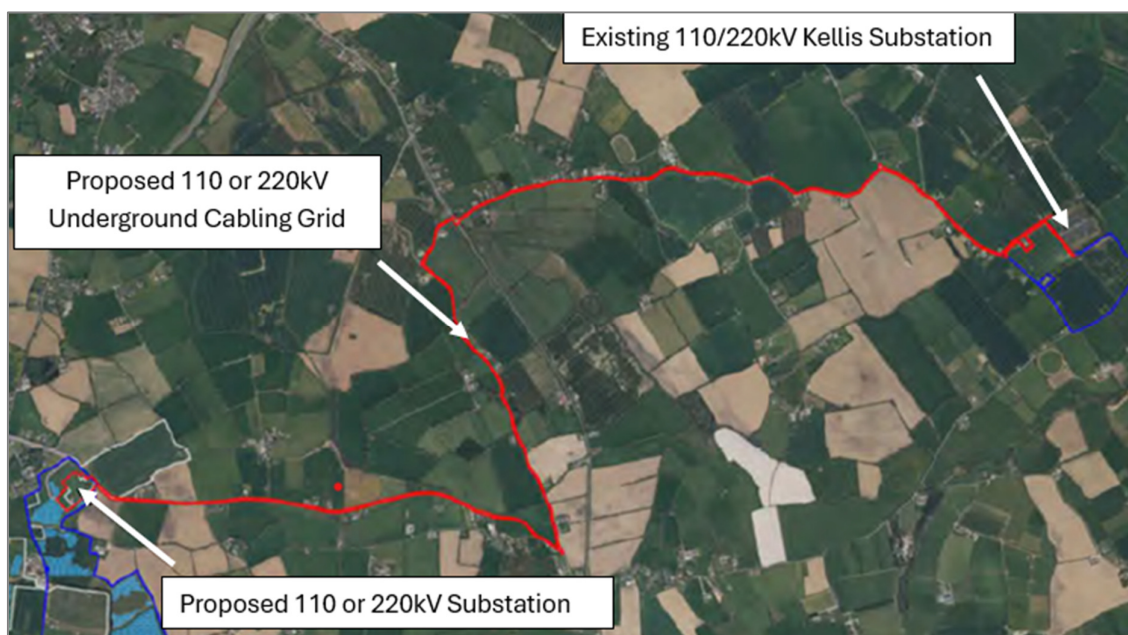 Existing 110/220kV Kellis Substation
Proposed 110 or 220kV
Underground Cabling Grid
Proposed 110 or 220kV Substation